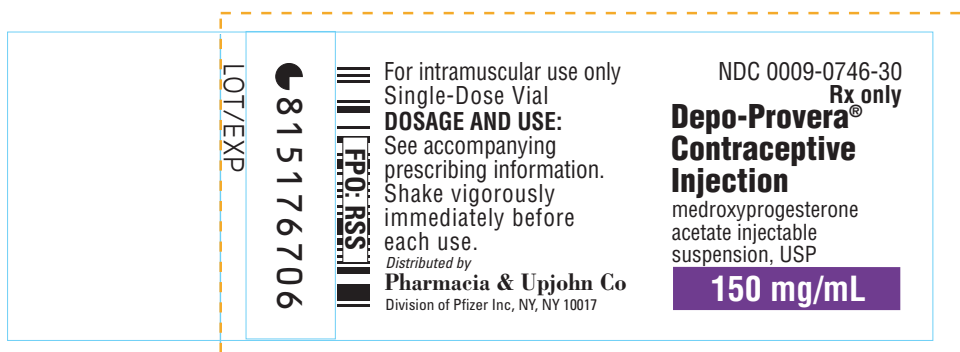 LOT/EXP
815176706
FPO: RSS
For intramuscular use only
Single-Dose Vial
DOSAGE AND USE:
See accompanying
prescribing information.
Shake vigorously
immediately before
each use.
Distributed by
Pharmacia & Upjohn Co
Division of Pfizer Inc, NY, NY 10017
NDC 0009-0746-30
Rx only
Depo-Provera®
Contraceptive
Injection
medroxyprogesterone
acetate injectable
suspension, USP
150 mg/mL